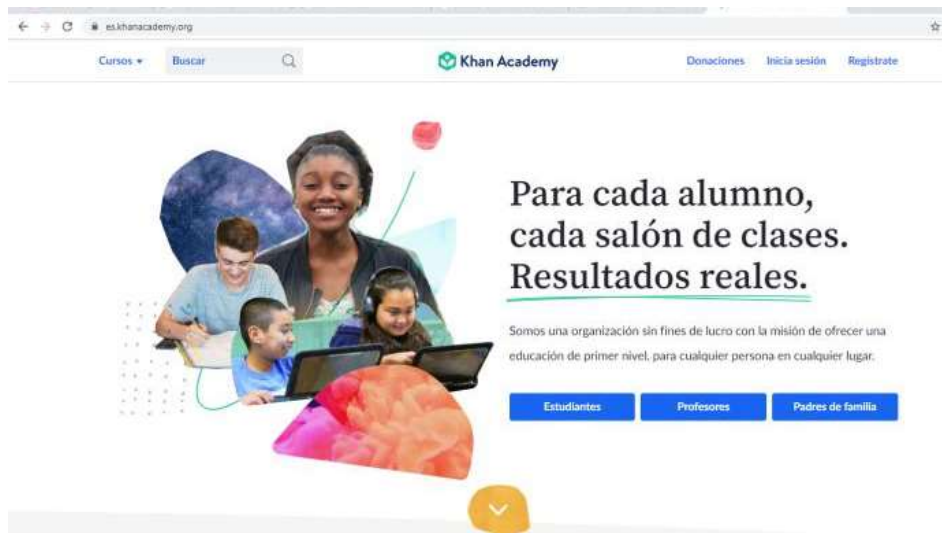 es.khanacademy.org
Cursos Buscar Khan Academy Donaciones Inicia sesión Regístrate
Para cada alumno,
cada salón de clases.
Resultados reales.
Somos una organización sin fines de lucro con la misión de ofrecer una
educación de primer nivel, para cualquier persona en cualquier lugar.
Estudiantes Profesores Padres de familia